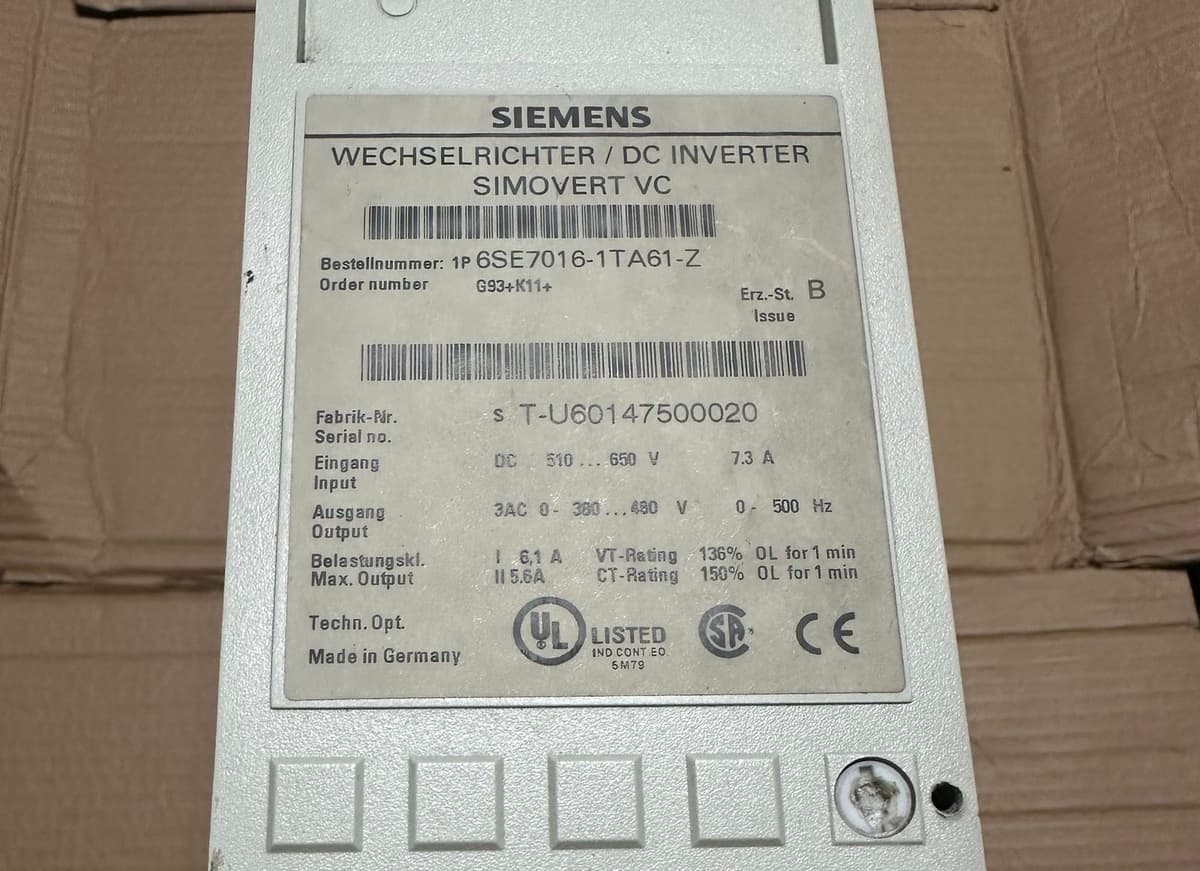 SIEMENS
WECHSELRICHTER / DC INVERTER
SIMOVERT VC
Bestellnummer: 1P 6SE7016-1TA61-Z
Order number G93+K11+
Erz.-St. B
Issue
Fabrik-Nr. S T-U60147500020
Serial no.
Eingang DC 510 ... 650 V 7.3 A
Input
Ausgang 3AC 0- 380...480 V 0- 500 Hz
Output
Belastungskl. I 6,1 A VT-Rating 136% OL for 1 min
Max. Output II 5.6A CT-Rating 150% OL for 1 min
Techn. Opt.
UL LISTED
IND.CONT.EQ.
5M79
SA
CE
Made in Germany